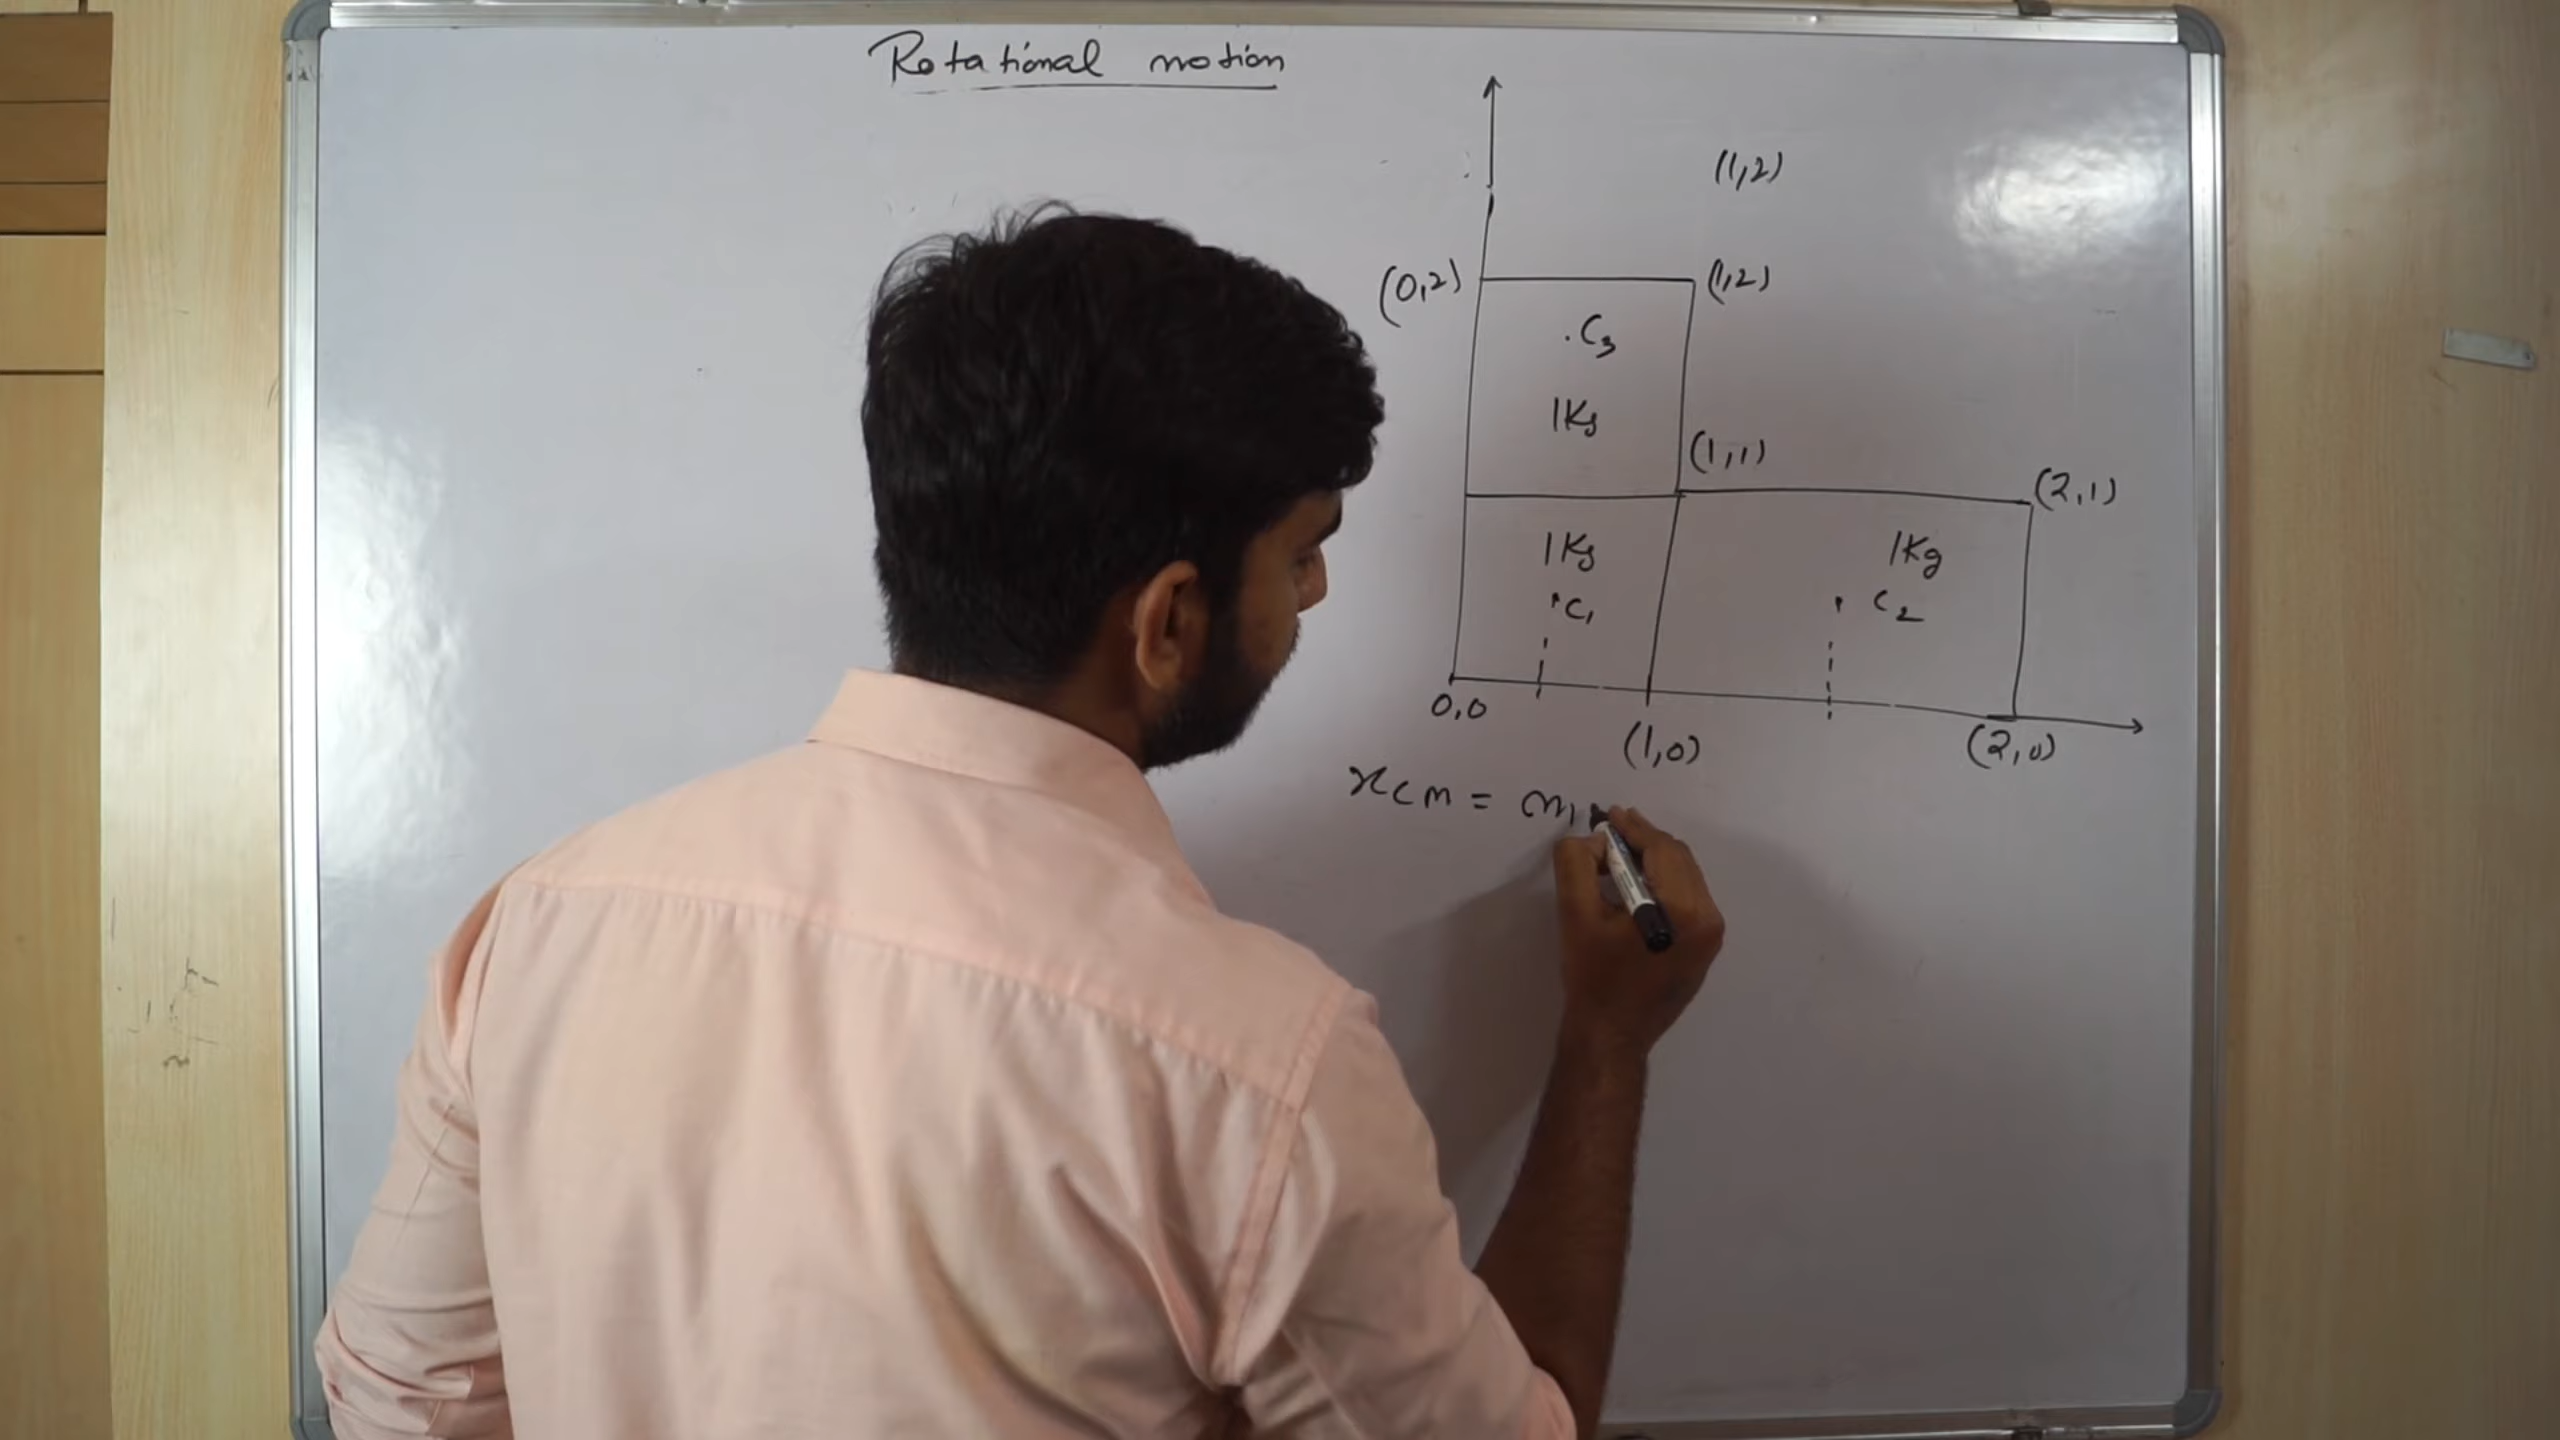 Rotational motion
(1,2)
(0,2) (1,2)
.C3
1Kg
(1,1)
(2,1)
1Kg 1Kg
C1 C2
0,0
(1,0) (2,0)
xcm = m1